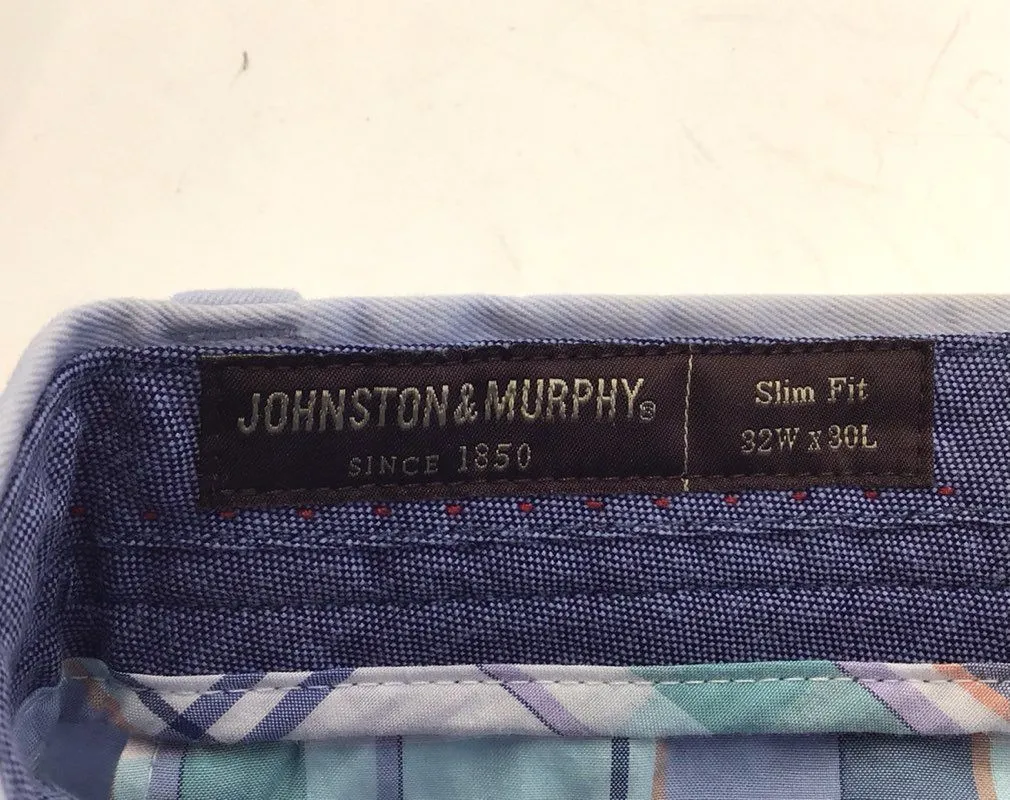 JOHNSTON & MURPHY®
SINCE 1850
Slim Fit
32W x 30L